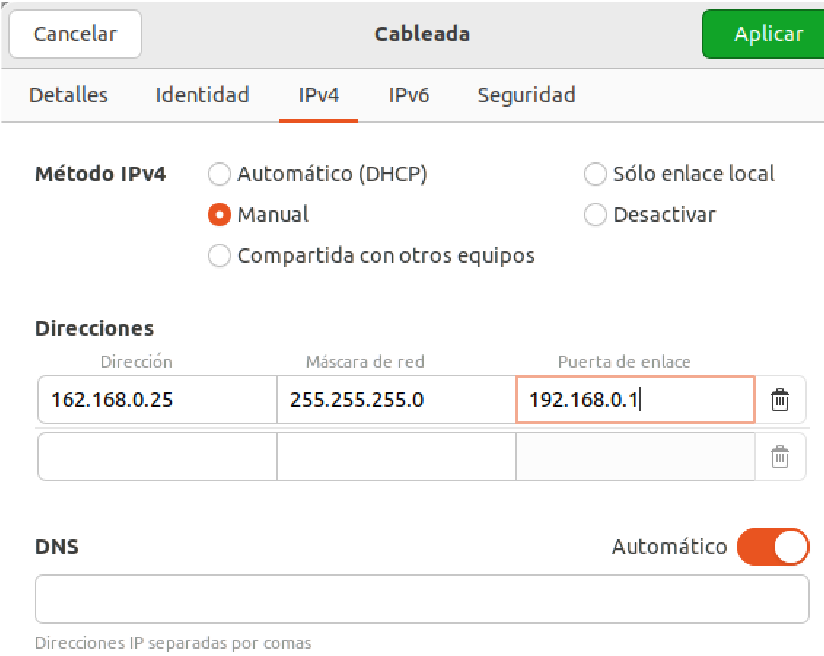 Cancelar Cableada Aplicar
Detalles Identidad IPv4 IPv6 Seguridad
Método IPv4 Automático (DHCP) Sólo enlace local
Manual Desactivar
Compartida con otros equipos
Direcciones
Dirección Máscara de red Puerta de enlace
162.168.0.25 255.255.255.0 192.168.0.1
DNS Automático
Direcciones IP separadas por comas